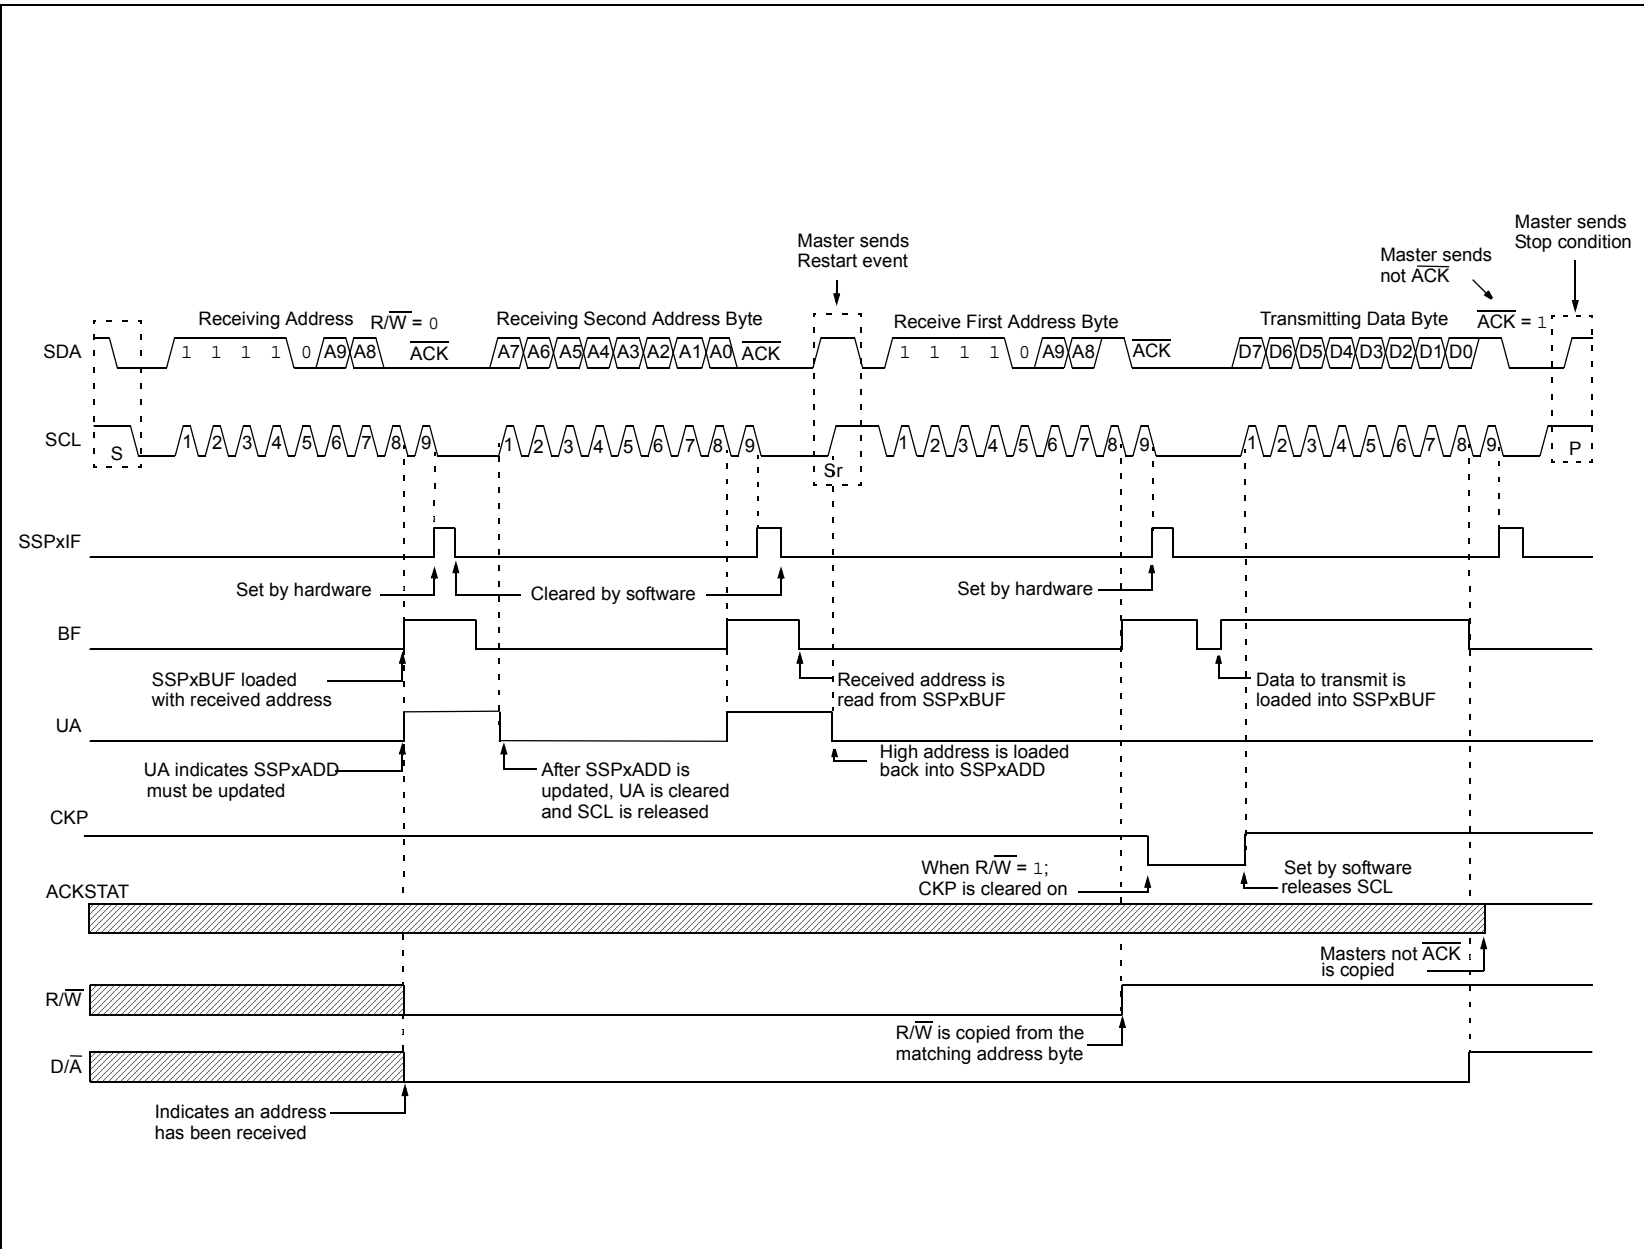 Master sends
Stop condition
Master sends
Restart event
Master sends
not ACK
Receiving Address R/W = 0
Receiving Second Address Byte
Receive First Address Byte
Transmitting Data Byte
ACK = 1
SDA
1 1 1 1 0 A9 A8 ACK
A7 A6 A5 A4 A3 A2 A1 A0 ACK
1 1 1 1 0 A9 A8 ACK
D7 D6 D5 D4 D3 D2 D1 D0
SCL
S
1 2 3 4 5 6 7 8 9
1 2 3 4 5 6 7 8 9
Sr
1 2 3 4 5 6 7 8 9
1 2 3 4 5 6 7 8 9
P
SSPxIF
Set by hardware
Cleared by software
Set by hardware
BF
SSPxBUF loaded
with received address
Received address is
read from SSPxBUF
Data to transmit is
loaded into SSPxBUF
UA
UA indicates SSPxADD
must be updated
After SSPxADD is
updated, UA is cleared
and SCL is released
High address is loaded
back into SSPxADD
CKP
When R/W = 1;
CKP is cleared on
Set by software
releases SCL
ACKSTAT
Masters not ACK
is copied
R/W
R/W is copied from the
matching address byte
D/A
Indicates an address
has been received